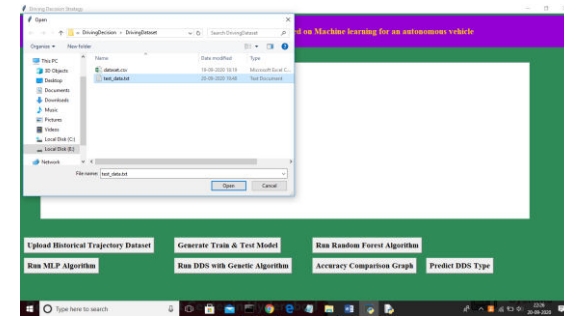 Driving Decision Strategy
Open
DrivingDecision › DrivingDataset
Search DrivingDataset
ed on Machine learning for an autonomous vehicle
Organize
New folder
Name
Date modified
Type
This PC
3D Objects
Desktop
Documents
Downloads
Music
Pictures
Videos
Local Disk (C:)
Local Disk (E:)
Network
dataset.csv
Microsoft Excel C...
test_data.txt
Text Document
File name:
test_data.txt
Open
Cancel
Upload Historical Trajectory Dataset
Generate Train & Test Model
Run Random Forest Algorithm
Run MLP Algorithm
Run DDS with Genetic Algorithm
Accuracy Comparison Graph
Predict DDS Type
Type here to search
20-09-2020